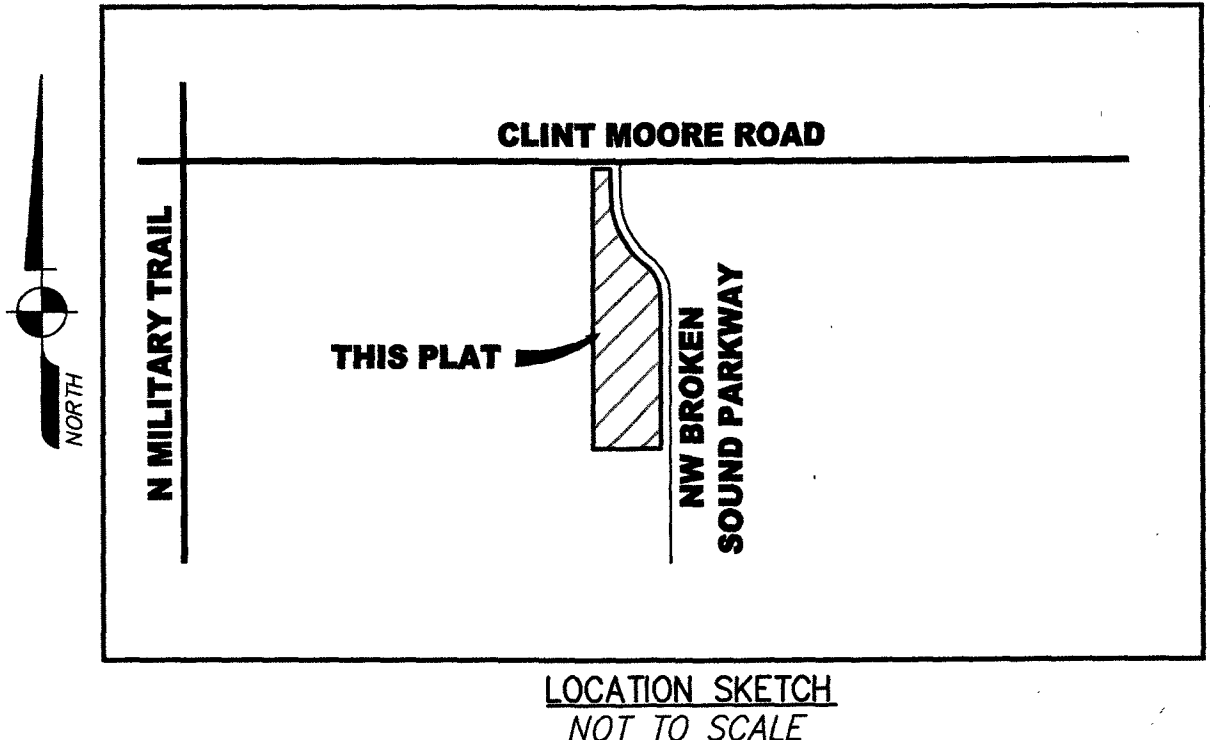 CLINT MOORE ROAD
N MILITARY TRAIL
THIS PLAT
NW BROKEN
SOUND PARKWAY
NORTH
LOCATION SKETCH
NOT TO SCALE